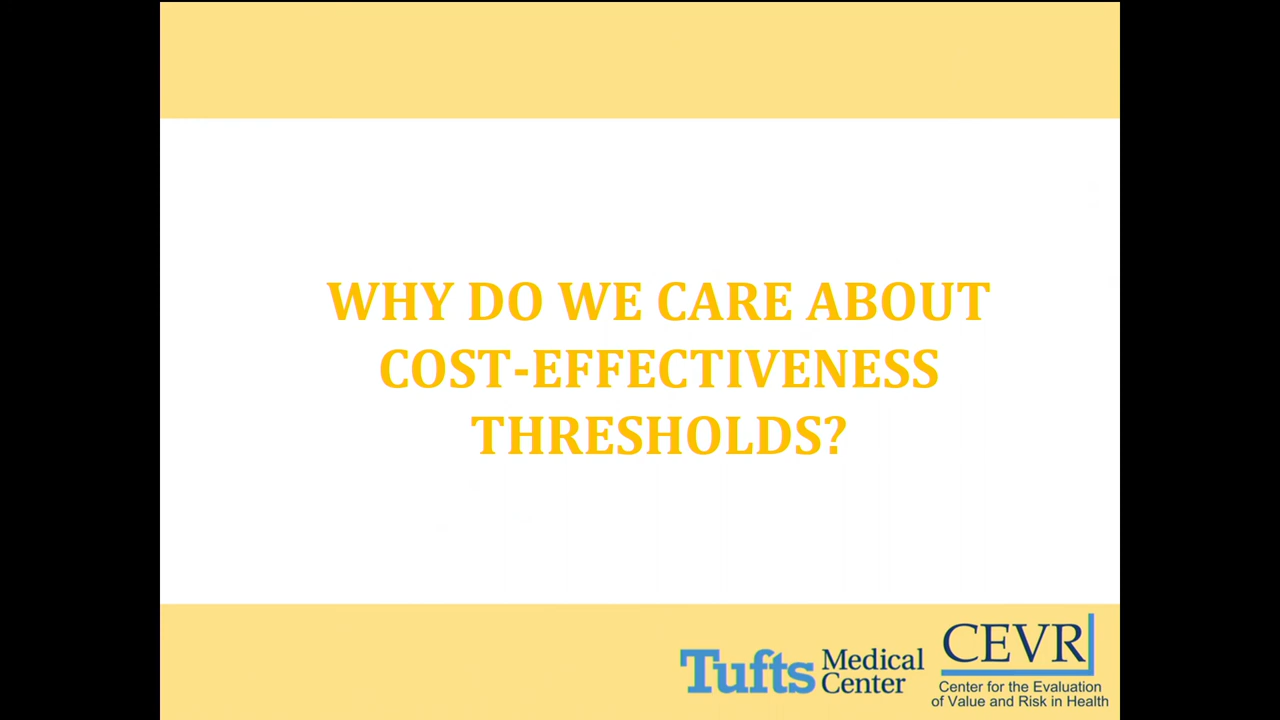 WHY DO WE CARE ABOUT
COST-EFFECTIVENESS
THRESHOLDS?
Tufts Medical Center
CEVR
Center for the Evaluation
of Value and Risk in Health